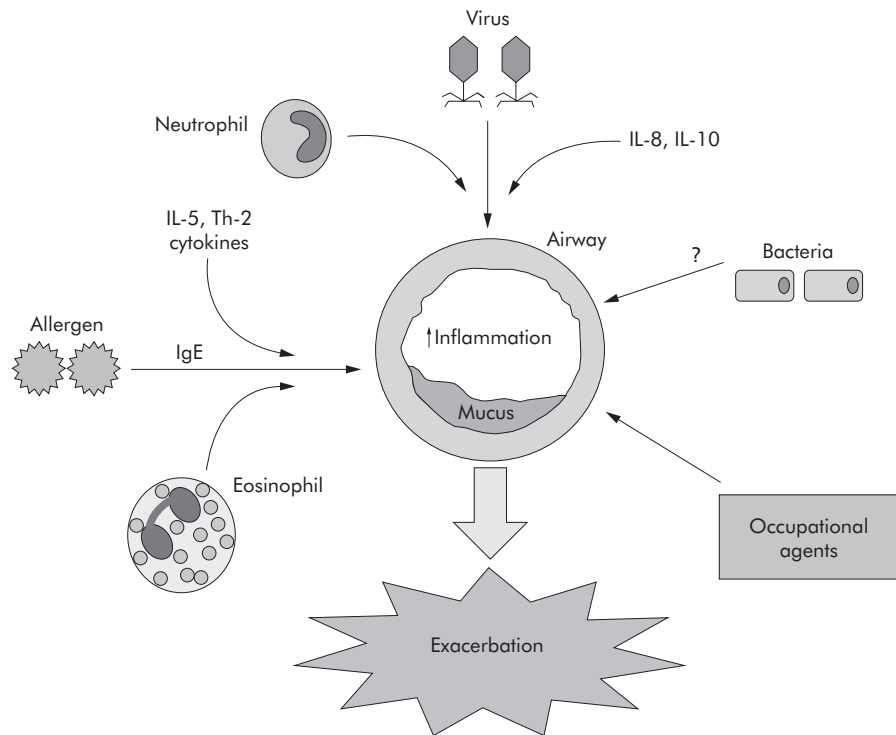 Virus
Neutrophil
IL-8, IL-10
IL-5, Th-2
cytokines
Airway
?
Bacteria
Allergen
IgE
↑Inflammation
Mucus
Eosinophil
Occupational
agents
Exacerbation